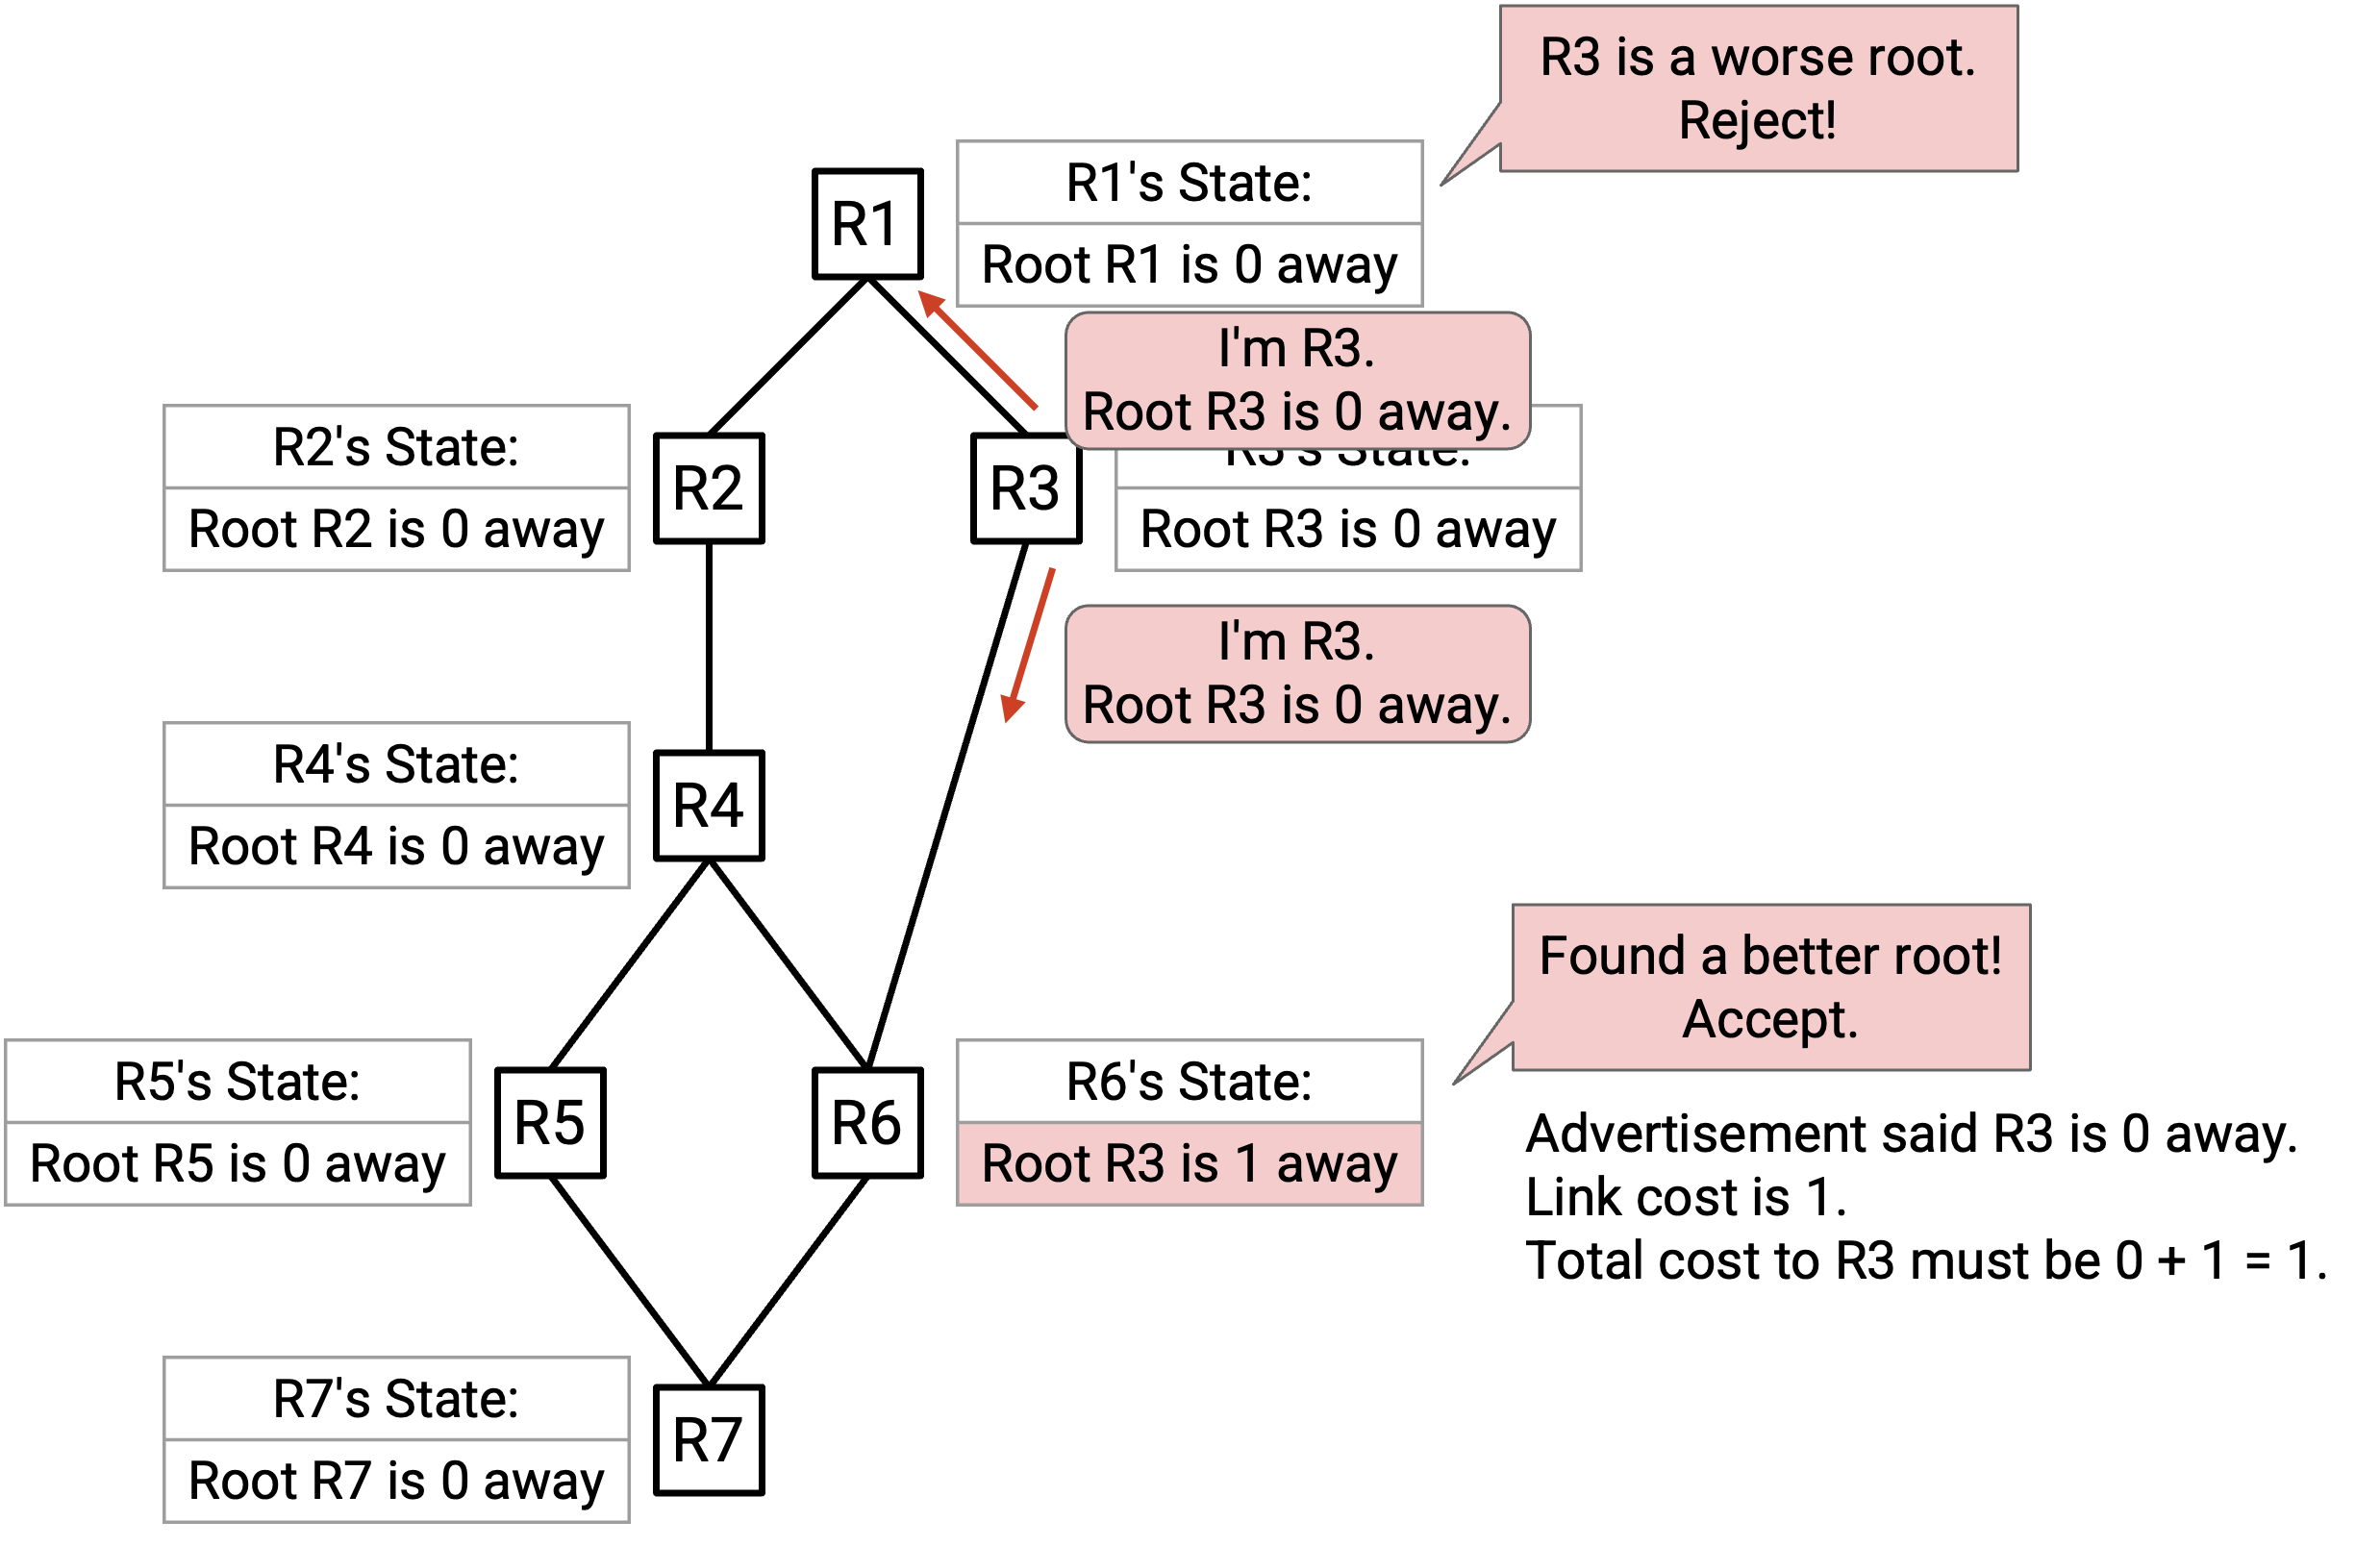 R3 is a worse root.
Reject!
R1
R1's State:
Root R1 is 0 away
I'm R3.
Root R3 is 0 away.
R2's State:
Root R2 is 0 away
R2
R3
R3's State:
Root R3 is 0 away
I'm R3.
Root R3 is 0 away.
R4's State:
Root R4 is 0 away
R4
Found a better root!
Accept.
R5's State:
Root R5 is 0 away
R5
R6
R6's State:
Root R3 is 1 away
Advertisement said R3 is 0 away.
Link cost is 1.
Total cost to R3 must be 0 + 1 = 1.
R7's State:
Root R7 is 0 away
R7